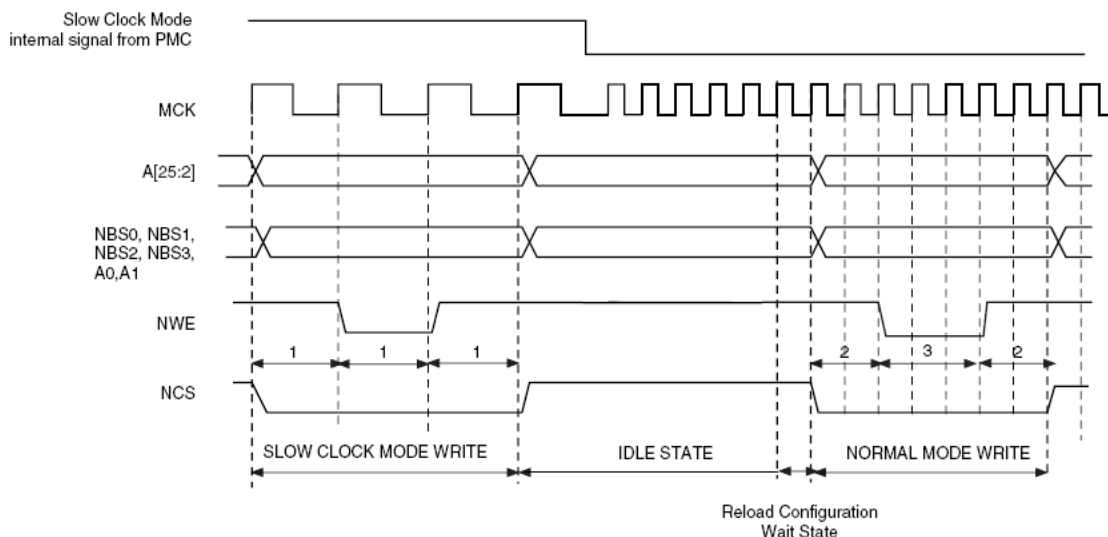 Slow Clock Mode
internal signal from PMC
MCK
A[25:2]
NBS0, NBS1,
NBS2, NBS3,
A0,A1
NWE
1 1 1 2 3 2
NCS
SLOW CLOCK MODE WRITE IDLE STATE NORMAL MODE WRITE
Reload Configuration
Wait State